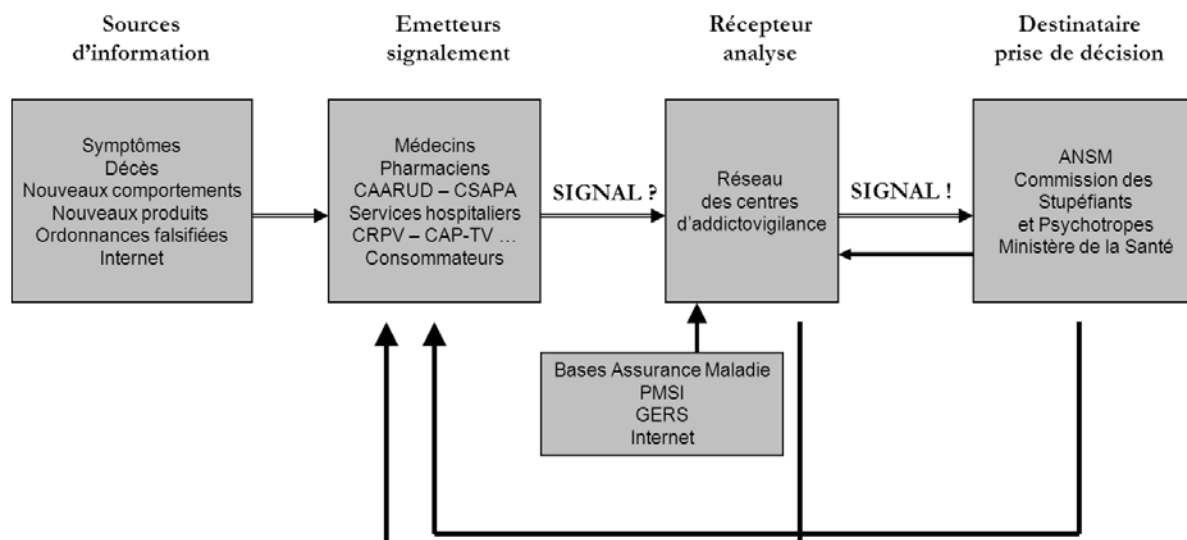 Sources
d'information
Emetteurs
signalement
Récepteur
analyse
Destinataire
prise de décision
Symptômes
Décès
Nouveaux comportements
Nouveaux produits
Ordonnances falsifiées
Internet
Médecins
Pharmaciens
CAARUD – CSAPA
Services hospitaliers
CRPV – CAP-TV ...
Consommateurs
SIGNAL ?
Réseau
des centres
d'addictovigilance
SIGNAL !
ANSM
Commission des
Stupéfiants
et Psychotropes
Ministère de la Santé
Bases Assurance Maladie
PMSI
GERS
Internet